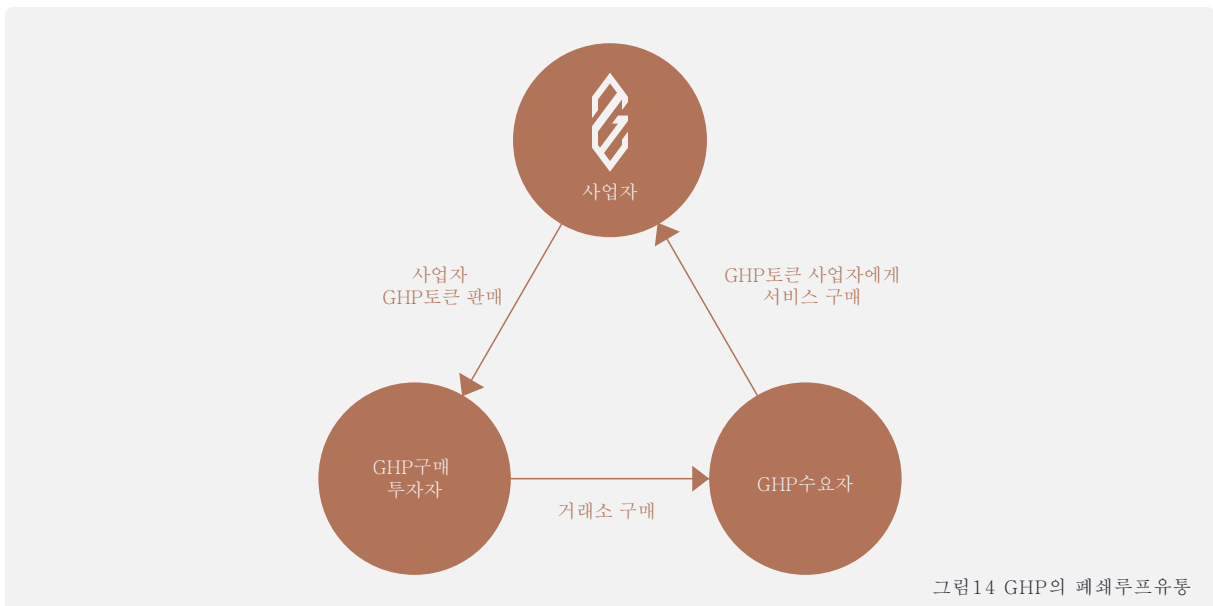 사업자
사업자
GHP토큰 판매
GHP토큰 사업자에게
서비스 구매
GHP구매
투자자
거래소 구매
GHP수요자
그림14 GHP의 폐쇄루프유통